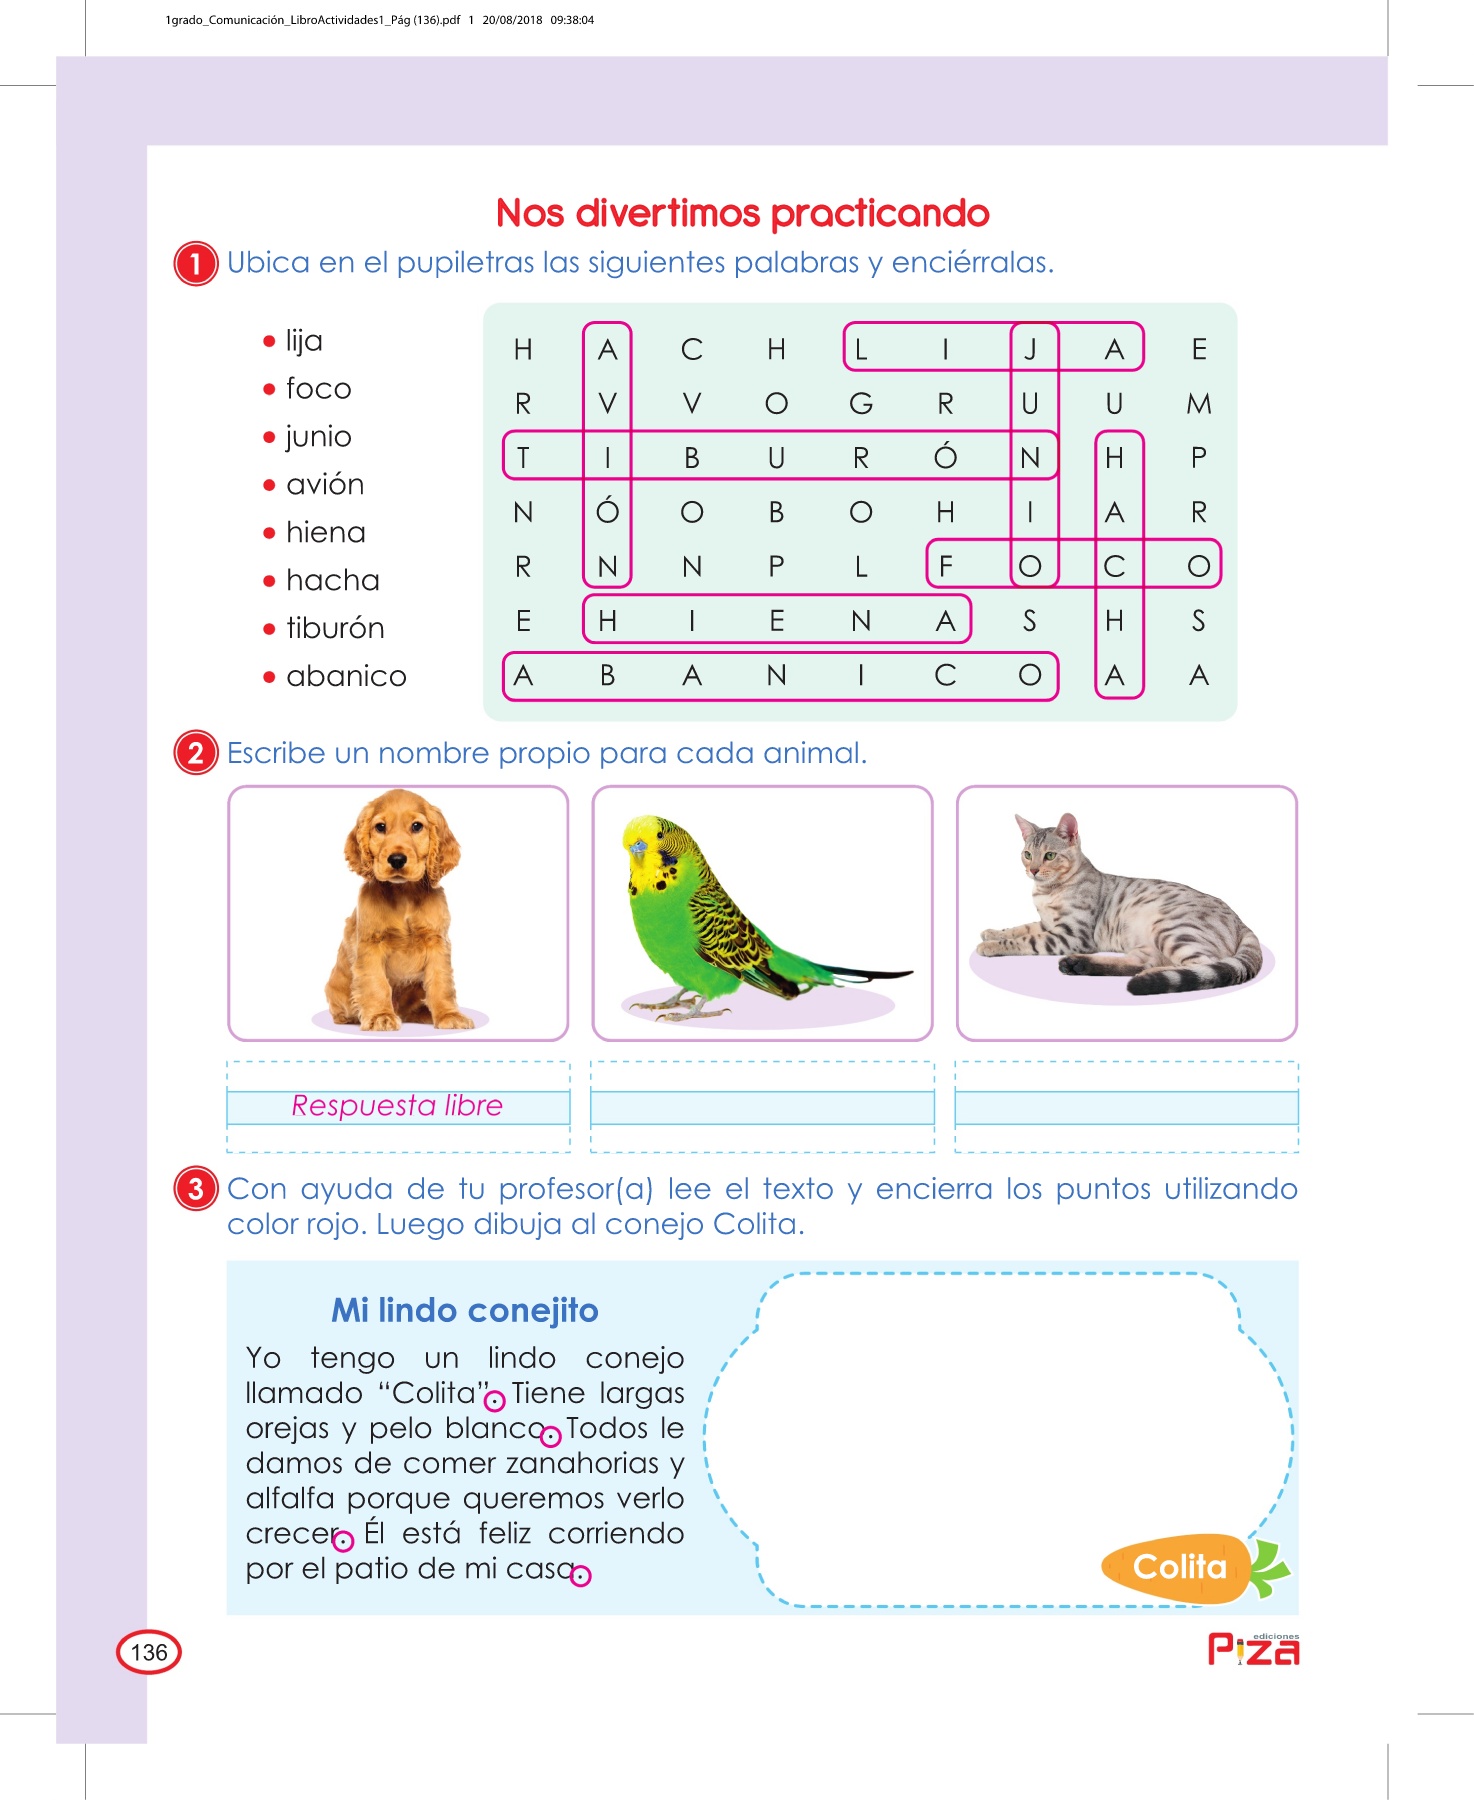 1grado_Comunicación_LibroActividades1_Pág (136).pdf 1 20/08/2018 09:38:04
Nos divertimos practicando
1 Ubica en el pupiletras las siguientes palabras y enciérralas.
• lija
• foco
• junio
• avión
• hiena
• hacha
• tiburón
• abanico
H A C H L I J A E
R V V O G R U U M
T I B U R Ó N H P
N Ó O B O H I A R
R N N P L F O C O
E H I E N A S H S
A B A N I C O A A
2 Escribe un nombre propio para cada animal.
Respuesta libre
3 Con ayuda de tu profesor(a) lee el texto y encierra los puntos utilizando
color rojo. Luego dibuja al conejo Colita.
Mi lindo conejito
Yo tengo un lindo conejo
llamado “Colita”. Tiene largas
orejas y pelo blanco. Todos le
damos de comer zanahorias y
alfalfa porque queremos verlo
crecer. Él está feliz corriendo
por el patio de mi casa.
Colita
136
ediciones
Piza